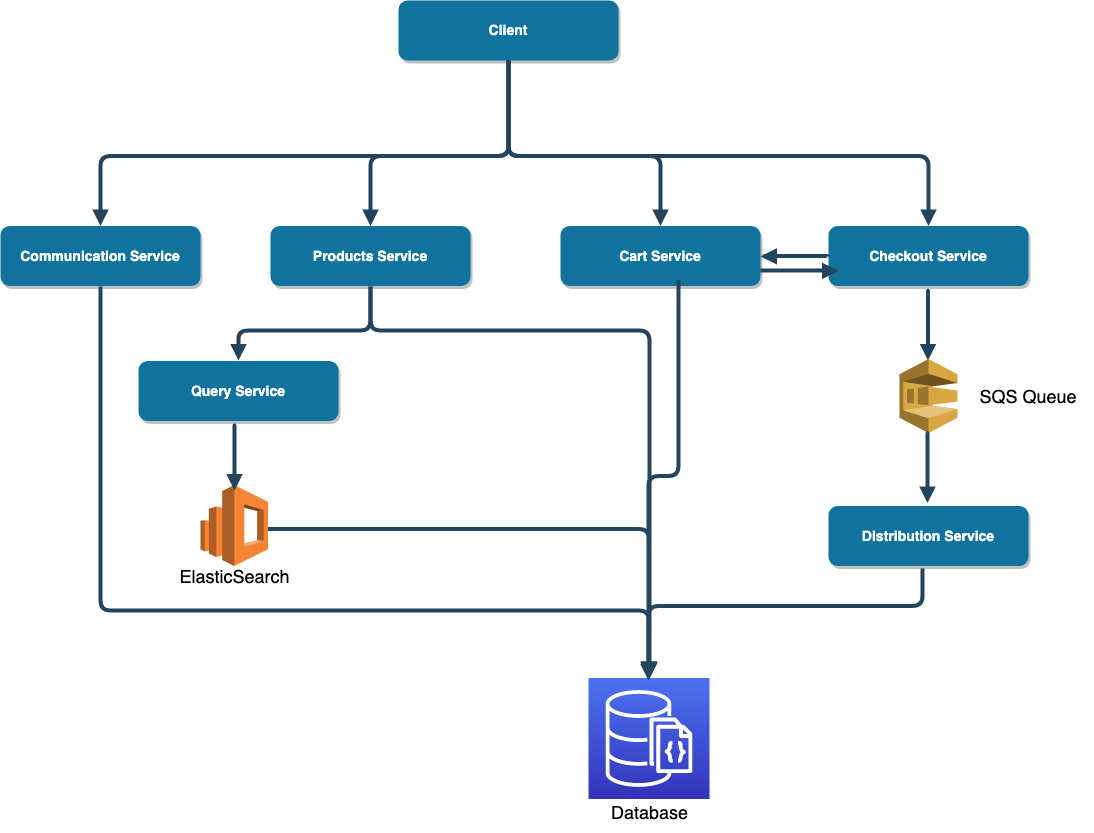 Client
Communication Service
Products Service
Cart Service
Checkout Service
Query Service
SQS Queue
Distribution Service
ElasticSearch
Database